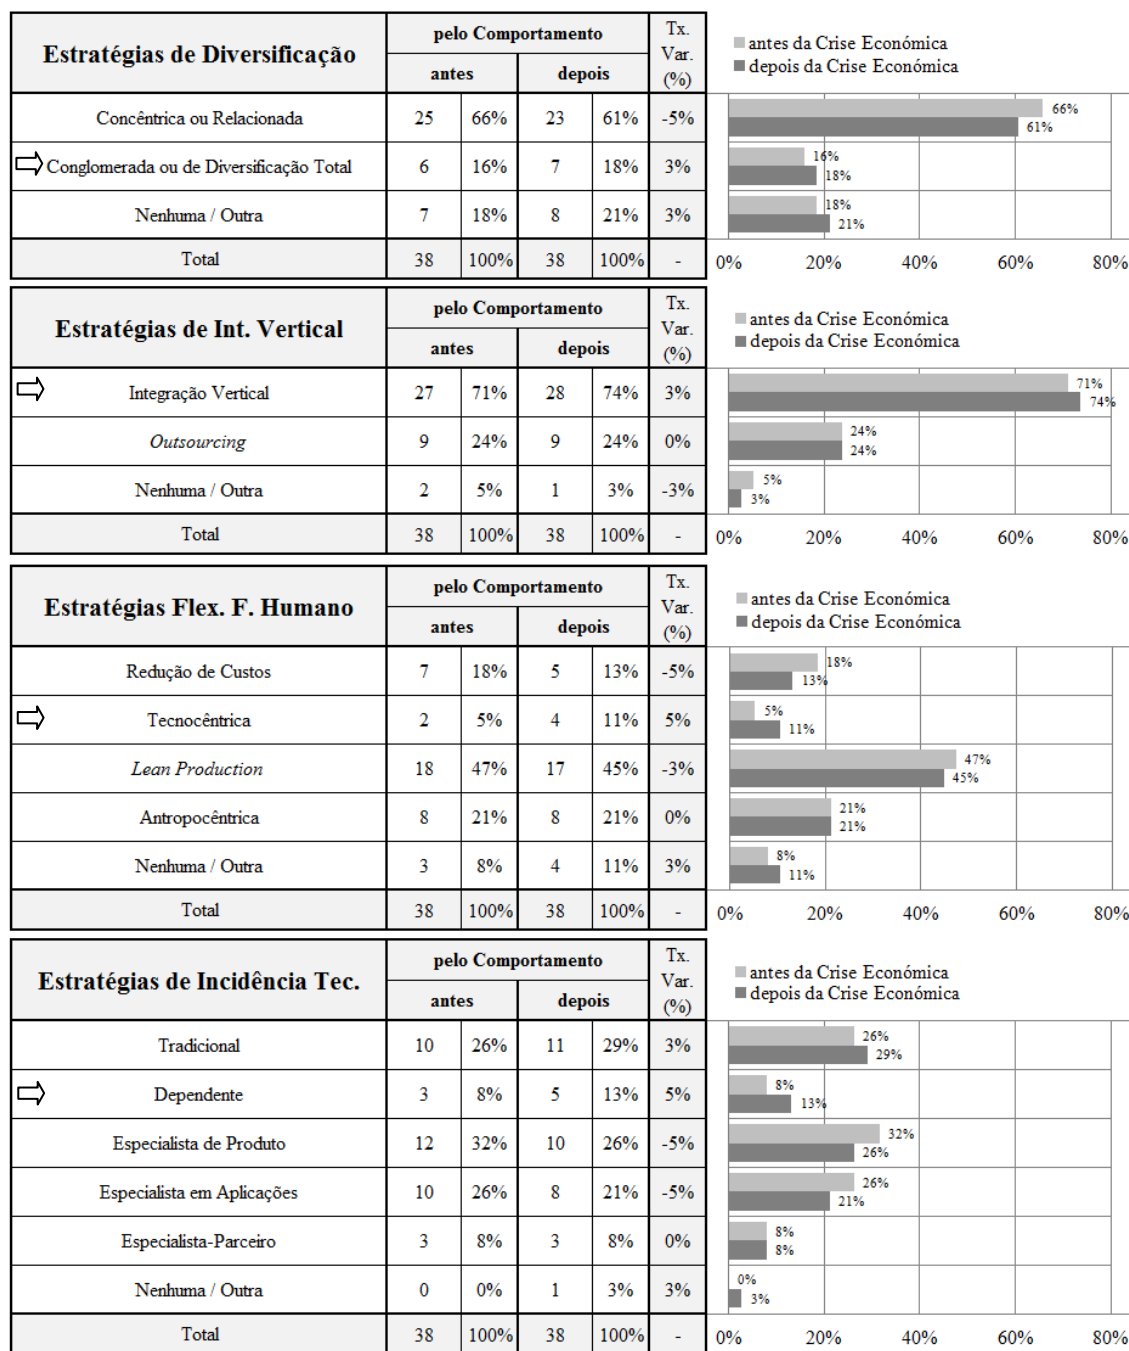 Estratégias de Diversificação
pelo Comportamento
Tx. Var. (%)
antes
depois
antes da Crise Económica
depois da Crise Económica
Concêntrica ou Relacionada 25 66% 23 61% -5%
66%
61%
Conglomerada ou de Diversificação Total 6 16% 7 18% 3%
16%
18%
Nenhuma / Outra 7 18% 8 21% 3%
18%
21%
Total 38 100% 38 100% -
0% 20% 40% 60% 80%
Estratégias de Int. Vertical
pelo Comportamento
Tx. Var. (%)
antes
depois
antes da Crise Económica
depois da Crise Económica
Integração Vertical 27 71% 28 74% 3%
71%
74%
Outsourcing 9 24% 9 24% 0%
24%
24%
Nenhuma / Outra 2 5% 1 3% -3%
5%
3%
Total 38 100% 38 100% -
0% 20% 40% 60% 80%
Estratégias Flex. F. Humano
pelo Comportamento
Tx. Var. (%)
antes
depois
antes da Crise Económica
depois da Crise Económica
Redução de Custos 7 18% 5 13% -5%
18%
13%
Tecnocêntrica 2 5% 4 11% 5%
5%
11%
Lean Production 18 47% 17 45% -3%
47%
45%
Antropocêntrica 8 21% 8 21% 0%
21%
21%
Nenhuma / Outra 3 8% 4 11% 3%
8%
11%
Total 38 100% 38 100% -
0% 20% 40% 60% 80%
Estratégias de Incidência Tec.
pelo Comportamento
Tx. Var. (%)
antes
depois
antes da Crise Económica
depois da Crise Económica
Tradicional 10 26% 11 29% 3%
26%
29%
Dependente 3 8% 5 13% 5%
8%
13%
Especialista de Produto 12 32% 10 26% -5%
32%
26%
Especialista em Aplicações 10 26% 8 21% -5%
26%
21%
Especialista-Parceiro 3 8% 3 8% 0%
8%
8%
Nenhuma / Outra 0 0% 1 3% 3%
0%
3%
Total 38 100% 38 100% -
0% 20% 40% 60% 80%